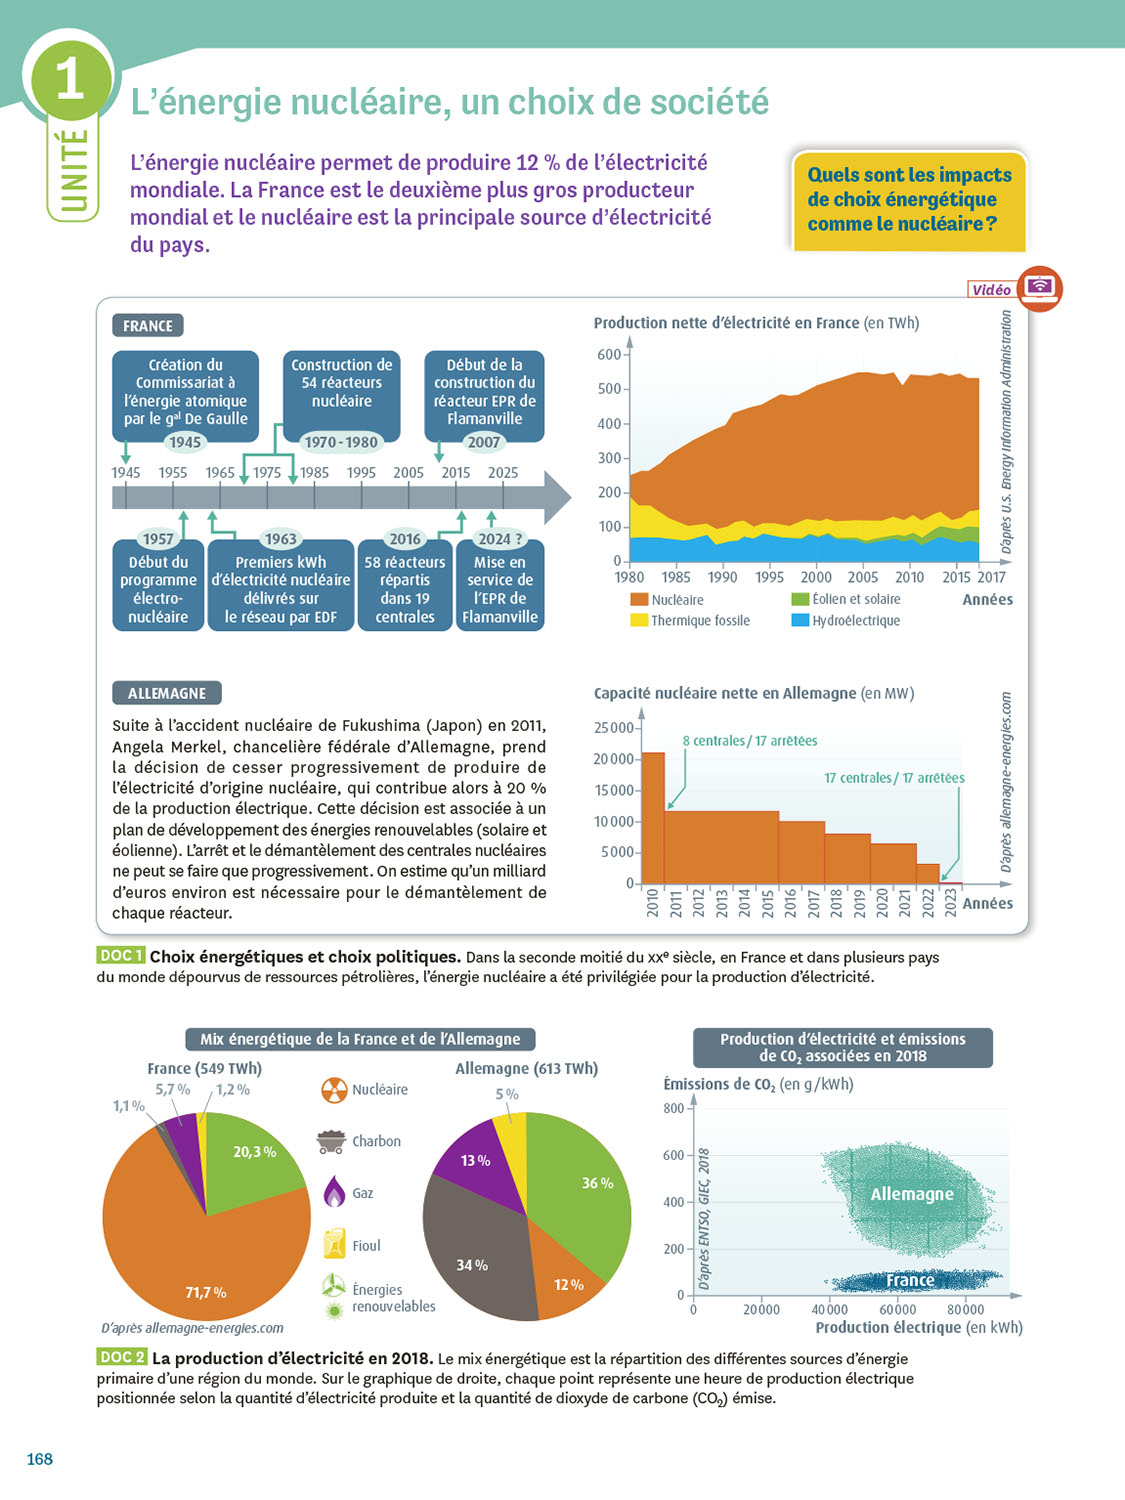 1
UNITÉ
L'énergie nucléaire, un choix de société
L'énergie nucléaire permet de produire 12 % de l'électricité
mondiale. La France est le deuxième plus gros producteur
mondial et le nucléaire est la principale source d'électricité
du pays.
Quels sont les impacts
de choix énergétique
comme le nucléaire ?
Vidéo
FRANCE
Création du
Commissariat à
l'énergie atomique
par le gal De Gaulle
1945
Construction de
54 réacteurs
nucléaire
1970-1980
Début de la
construction du
réacteur EPR de
Flamanville
2007
1945 1955 1965 1975 1985 1995 2005 2015 2025
1957
Début du
programme
électro-
nucléaire
1963
Premiers kWh
d'électricité nucléaire
délivrés sur
le réseau par EDF
2016
58 réacteurs
répartis
dans 19
centrales
2024 ?
Mise en
service de
l'EPR de
Flamanville
Production nette d'électricité en France (en TWh)
600
500
400
300
200
100
0
1980 1985 1990 1995 2000 2005 2010 2015 2017
Années
Nucléaire
Éolien et solaire
Thermique fossile
Hydroélectrique
D'après U.S. Energy Information Administration
ALLEMAGNE
Suite à l'accident nucléaire de Fukushima (Japon) en 2011,
Angela Merkel, chancelière fédérale d'Allemagne, prend
la décision de cesser progressivement de produire de
l'électricité d'origine nucléaire, qui contribue alors à 20 %
de la production électrique. Cette décision est associée à un
plan de développement des énergies renouvelables (solaire et
éolienne). L'arrêt et le démantèlement des centrales nucléaires
ne peut se faire que progressivement. On estime qu'un milliard
d'euros environ est nécessaire pour le démantèlement de
chaque réacteur.
Capacité nucléaire nette en Allemagne (en MW)
25 000
20 000
15 000
10 000
5 000
0
8 centrales / 17 arrêtées
17 centrales / 17 arrêtées
2010 2011 2012 2013 2014 2015 2016 2017 2018 2019 2020 2021 2022 2023
Années
D'après allemagne-energies.com
DOC 1 Choix énergétiques et choix politiques. Dans la seconde moitié du XXe siècle, en France et dans plusieurs pays
du monde dépourvus de ressources pétrolières, l'énergie nucléaire a été privilégiée pour la production d'électricité.
Mix énergétique de la France et de l'Allemagne
France (549 TWh)
1,1 %
5,7 %
1,2 %
20,3 %
71,7 %
D'après allemagne-energies.com
Nucléaire
Charbon
Gaz
Fioul
Énergies
renouvelables
Allemagne (613 TWh)
5 %
13 %
36 %
34 %
12 %
Production d'électricité et émissions
de CO2 associées en 2018
Émissions de CO2 (en g/kWh)
800
600
400
200
0
Allemagne
France
D'après ENTSO, GIEC, 2018
0 20 000 40 000 60 000 80 000
Production électrique (en kWh)
DOC 2 La production d'électricité en 2018. Le mix énergétique est la répartition des différentes sources d'énergie
primaire d'une région du monde. Sur le graphique de droite, chaque point représente une heure de production électrique
positionnée selon la quantité d'électricité produite et la quantité de dioxyde de carbone (CO2) émise.
168